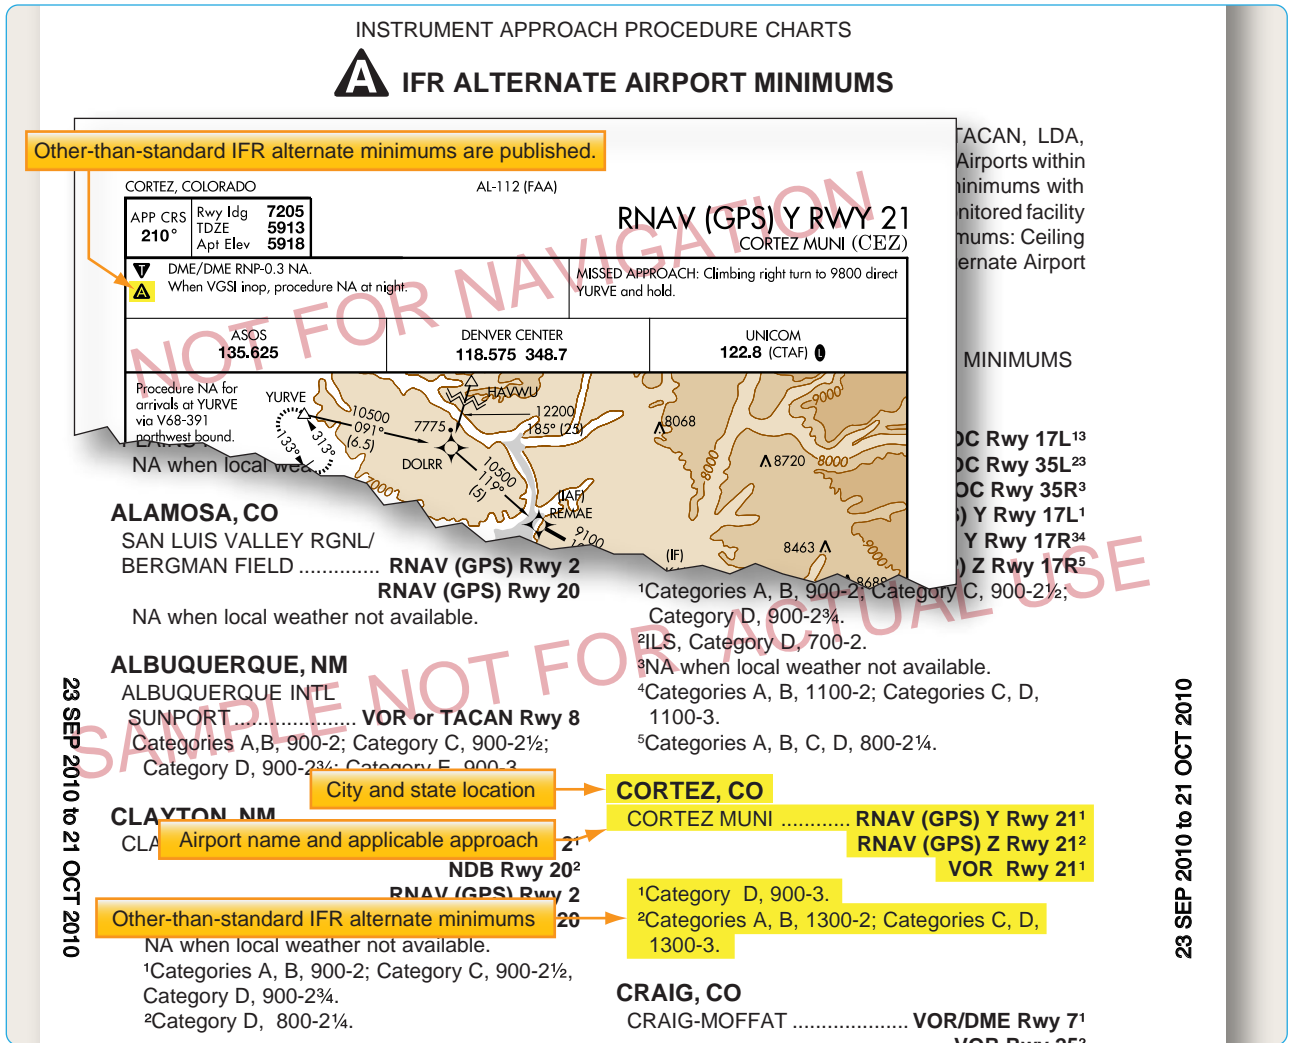 INSTRUMENT APPROACH PROCEDURE CHARTS
A IFR ALTERNATE AIRPORT MINIMUMS
TACAN, LDA,
Airports within
minimums with
facility
Ceiling
Airport
MINIMUMS
Other-than-standard IFR alternate minimums are published.
CORTEZ, COLORADO
AL-112 (FAA)
APP CRS
210°
Rwy ldg 7205
TDZE 5913
Apt Elev 5918
RNAV (GPS) Y RWY 21
CORTEZ MUNI (CEZ)
T DME/DME RNP-0.3 NA.
A When VGSI inop, procedure NA at night.
MISSED APPROACH: Climbing right turn to 9800 direct
YURVE and hold.
ASOS
135.625
DENVER CENTER
118.575 348.7
UNICOM
122.8 (CTAF) L
Procedure NA for
arrivals at YURVE
via V68-391
northwest bound.
YURVE
133°
313°
10500
091°
(6.5)
7775
DOLRR
HAVWU
12200
185° (25)
10500
119°
(5)
(IAF)
REMAE
9100
(IF)
7000
8068
8720
8000
8000
9000
9000
8463
8688
NOT FOR NAVIGATION
NA when local
ALAMOSA, CO
SAN LUIS VALLEY RGNL/
BERGMAN FIELD ............. RNAV (GPS) Rwy 2
RNAV (GPS) Rwy 20
NA when local weather not available.
ALBUQUERQUE, NM
ALBUQUERQUE INTL
SUNPORT .................... VOR or TACAN Rwy 8
Categories A,B, 900-2; Category C, 900-2½;
Category D, 900-2¾; Category E, 900-3
CLAYTON, NM
2¹
NDB Rwy 20²
RNAV (GPS) Rwy 2
20
NA when local weather not available.
¹Categories A, B, 900-2; Category C, 900-2½,
Category D, 900-2¾.
²Category D, 800-2¼.
OC Rwy 17L¹³
OC Rwy 35L²³
OC Rwy 35R³
) Y Rwy 17L¹
Y Rwy 17R³⁴
) Z Rwy 17R⁵
¹Categories A, B, 900-2; Category C, 900-2½;
Category D, 900-2¾.
²ILS, Category D, 700-2.
³NA when local weather not available.
⁴Categories A, B, 1100-2; Categories C, D,
1100-3.
⁵Categories A, B, C, D, 800-2¼.
City and state location
CORTEZ, CO
Airport name and applicable approach
CORTEZ MUNI ............ RNAV (GPS) Y Rwy 21¹
RNAV (GPS) Z Rwy 21²
VOR Rwy 21¹
Other-than-standard IFR alternate minimums
¹Category D, 900-3.
²Categories A, B, 1300-2; Categories C, D,
1300-3.
CRAIG, CO
CRAIG-MOFFAT .................... VOR/DME Rwy 7¹
SAMPLE NOT FOR ACTUAL USE
23 SEP 2010 to 21 OCT 2010
23 SEP 2010 to 21 OCT 2010